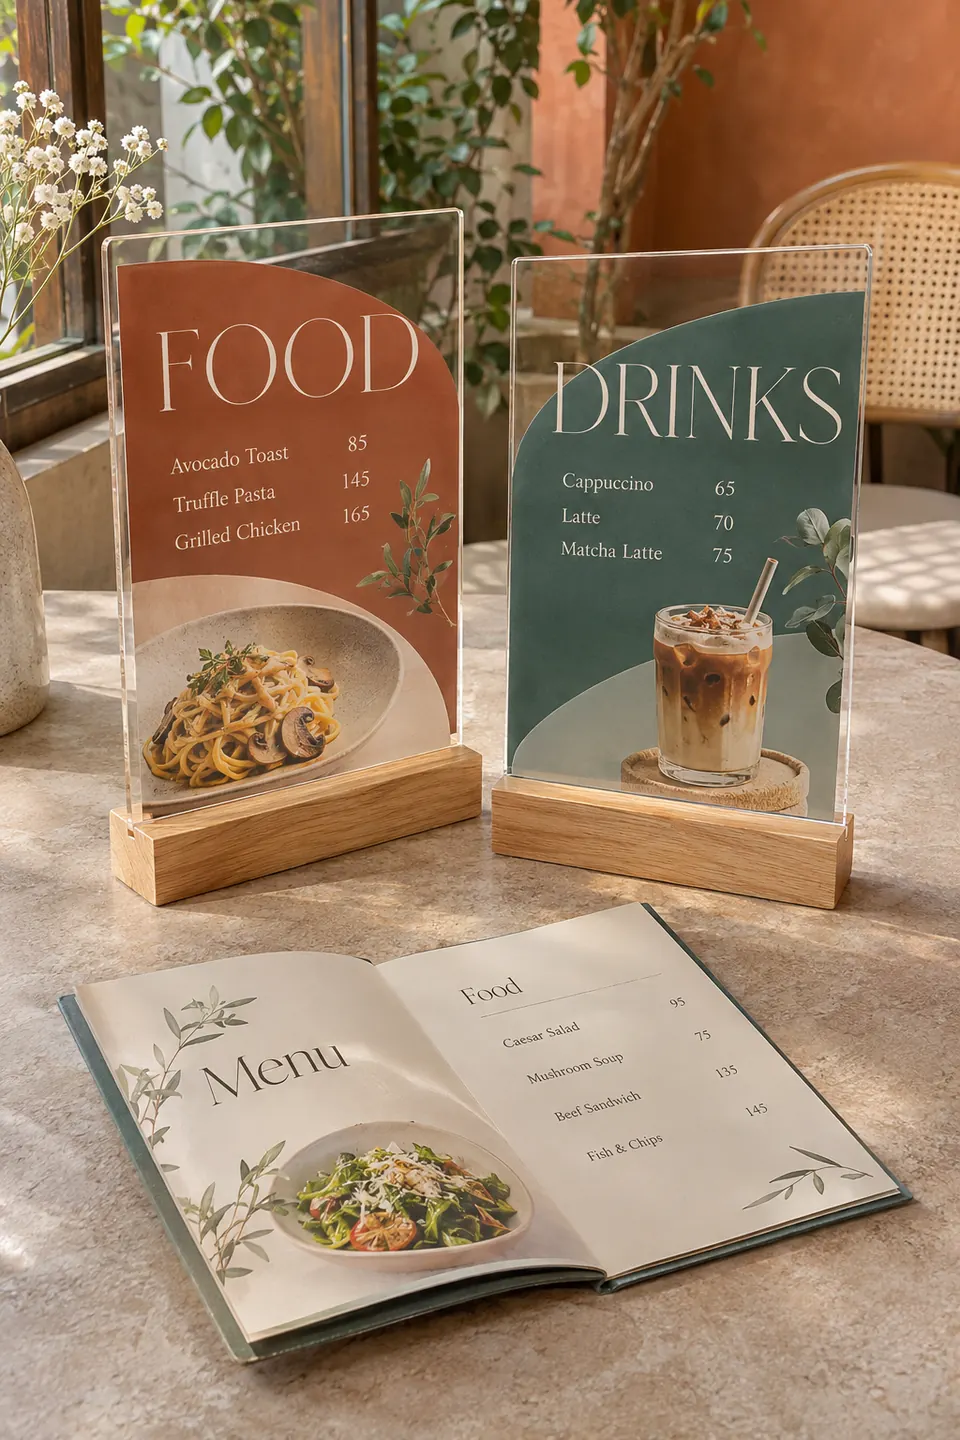 FOOD
Avocado Toast 85
Truffle Pasta 145
Grilled Chicken 165
DRINKS
Cappuccino 65
Latte 70
Matcha Latte 75
Menu
Food
Caesar Salad 95
Mushroom Soup 75
Beef Sandwich 135
Fish & Chips 145